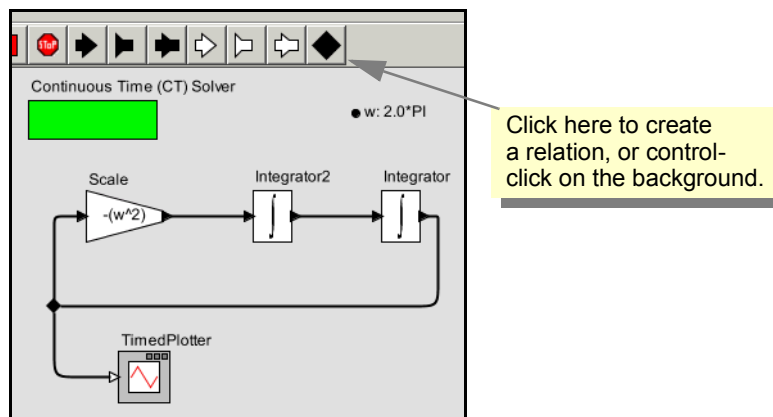 STOP
Continuous Time (CT) Solver
w: 2.0*PI
Click here to create
a relation, or control-
click on the background.
Scale
Integrator2
Integrator
-(w^2)
∫
∫
TimedPlotter